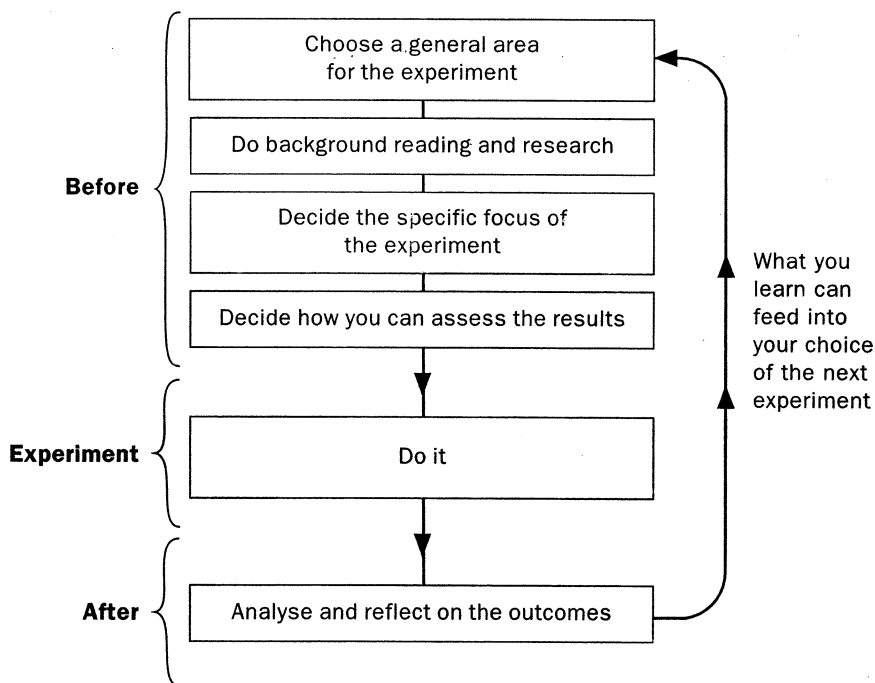 Choose a general area
for the experiment
Do background reading and research
Before
Decide the specific focus of
the experiment
Decide how you can assess the results
What you
learn can
feed into
your choice
of the next
experiment
Experiment
Do it
After
Analyse and reflect on the outcomes